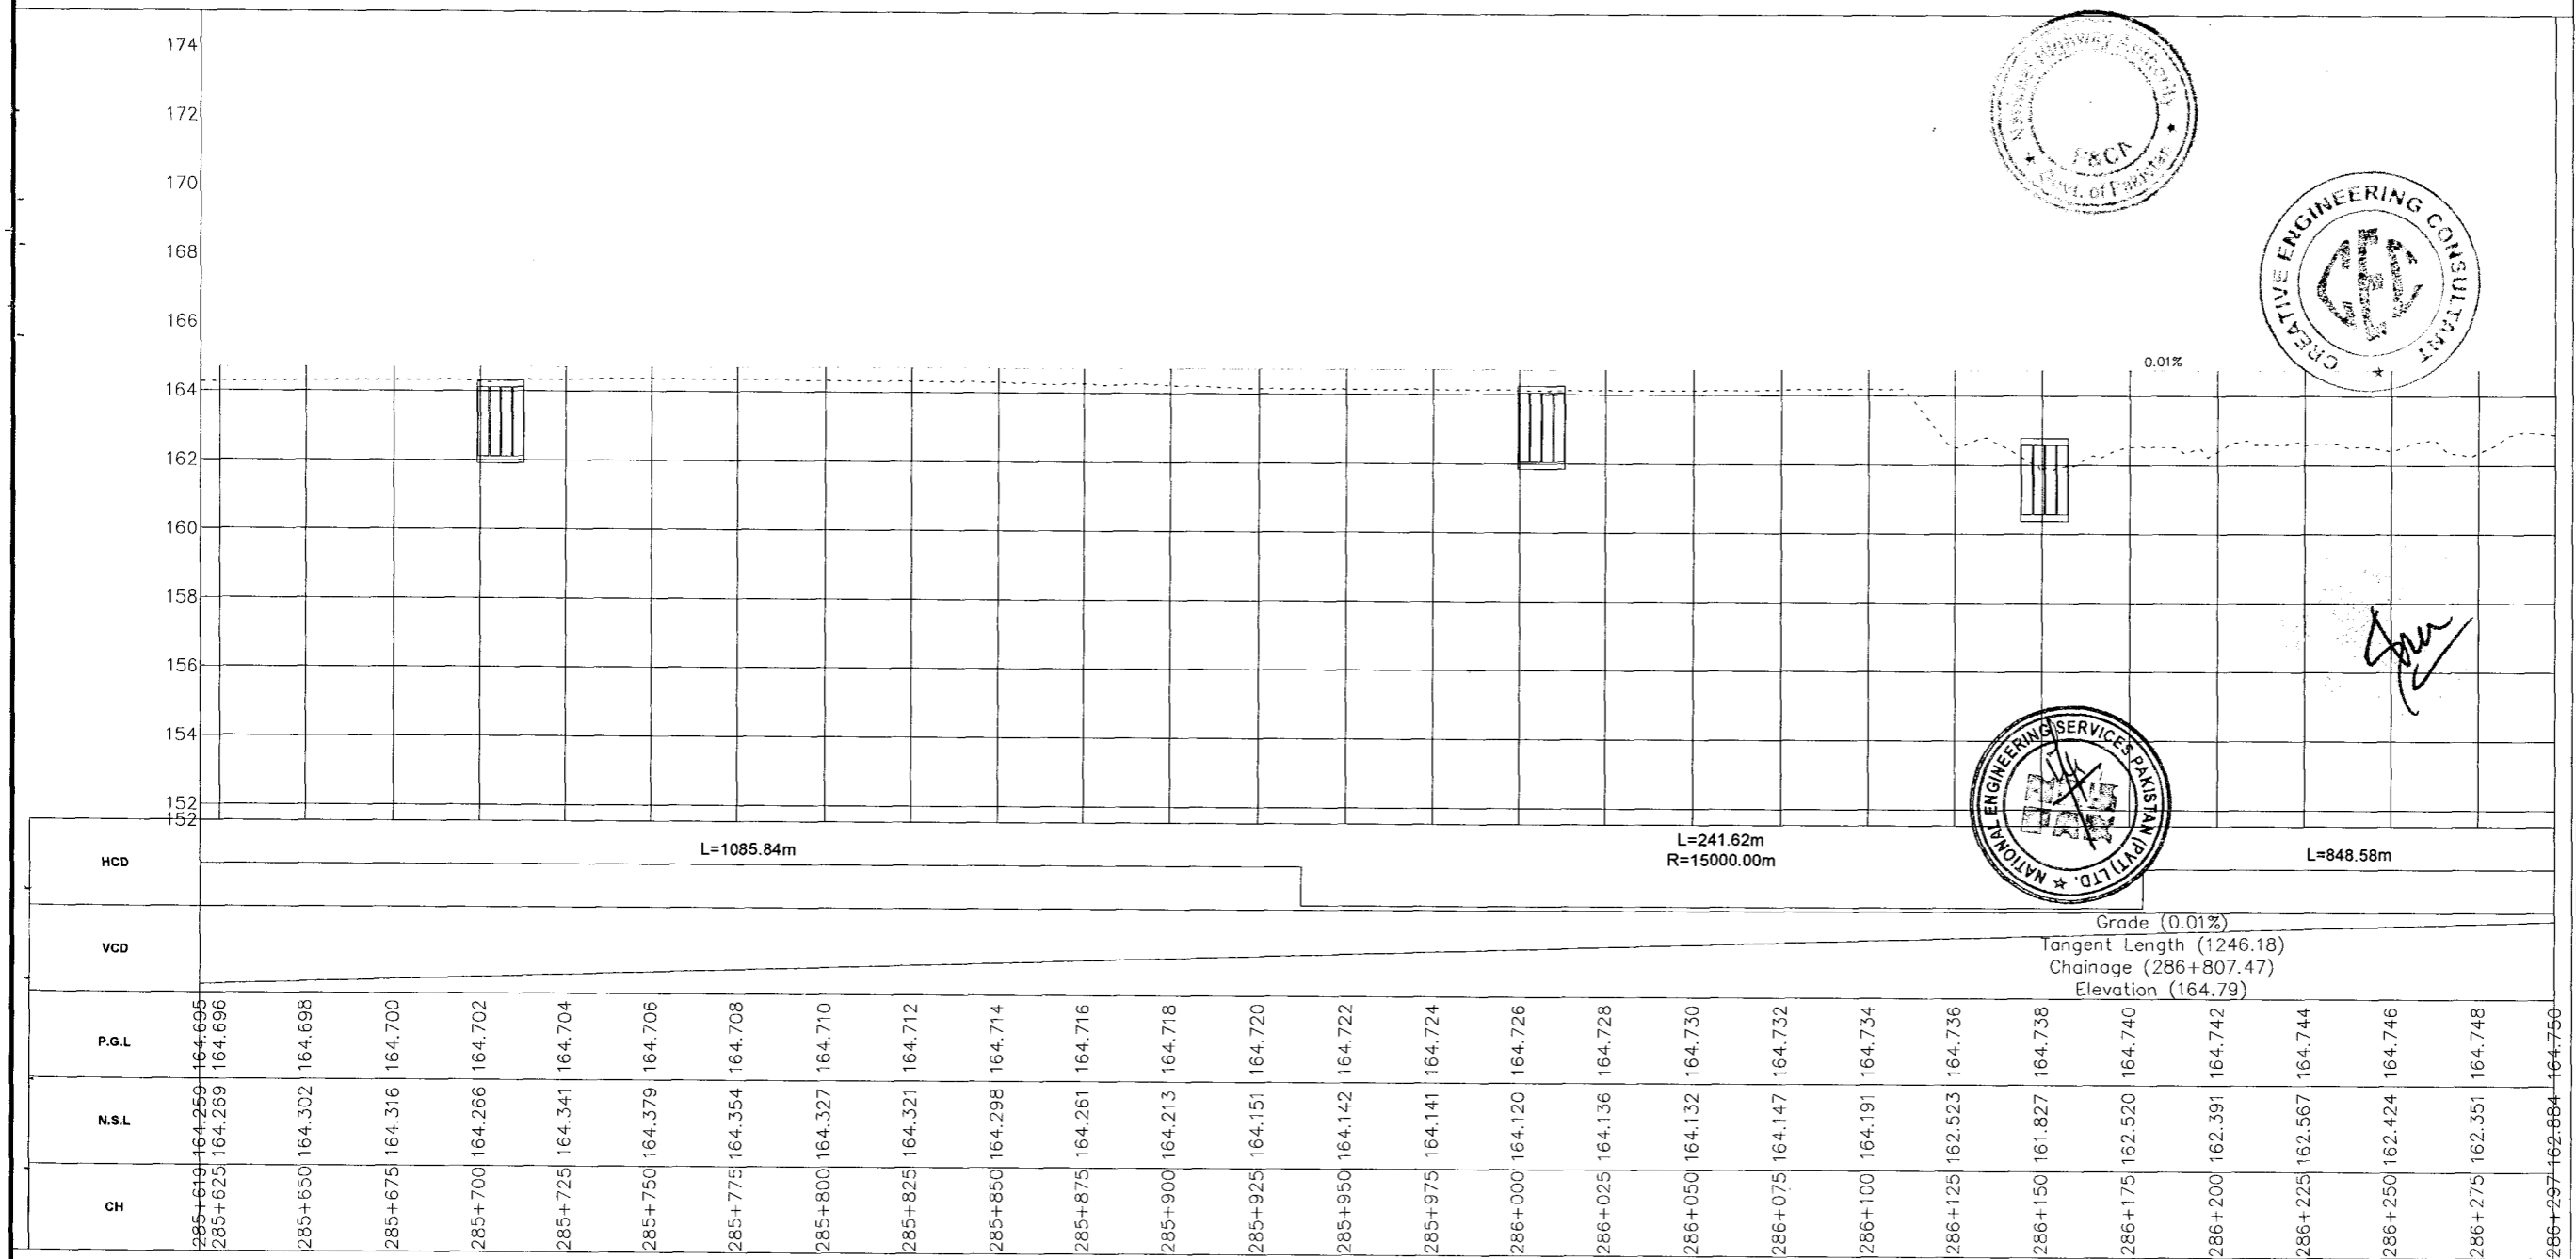 174
172
170
168
166
164
162
160
158
156
154
152
152
0.01%
National Highway Authority
P&CA
Govt. of Pakistan
CREATIVE ENGINEERING CONSULTANT
CEC
NATIONAL ENGINEERING SERVICES PAKISTAN (PVT) LTD.
HCD
L=1085.84m
L=241.62m
R=15000.00m
L=848.58m
VCD
Grade (0.01%)
Tangent Length (1246.18)
Chainage (286+807.47)
Elevation (164.79)
P.G.L
164.695 164.696 164.698 164.700 164.702 164.704 164.706 164.708 164.710 164.712 164.714 164.716 164.718 164.720 164.722 164.724 164.726 164.728 164.730 164.732 164.734 164.736 164.738 164.740 164.742 164.744 164.746 164.748 164.750
N.S.L
164.259 164.269 164.302 164.316 164.266 164.341 164.379 164.354 164.327 164.321 164.298 164.261 164.213 164.151 164.142 164.141 164.120 164.136 164.132 164.147 164.191 162.523 161.827 162.520 162.391 162.567 162.424 162.351 162.884
CH
285+619 285+625 285+650 285+675 285+700 285+725 285+750 285+775 285+800 285+825 285+850 285+875 285+900 285+925 285+950 285+975 286+000 286+025 286+050 286+075 286+100 286+125 286+150 286+175 286+200 286+225 286+250 286+275 286+297